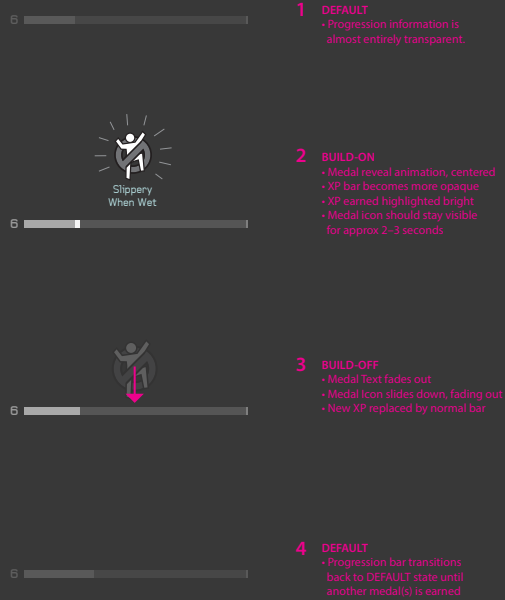 6
1 DEFAULT
• Progression Information is
almost entirely transparent.
Slippery
When Wet
6
2 BUILD-ON
• Medal reveal animation, centered
• XP bar becomes more opaque
• XP earned highlighted bright
• Medal icon should stay visible
for approx 2–3 seconds
6
3 BUILD-OFF
• Medal Text fades out
• Medal Icon slides down, fading out
• New XP replaced by normal bar
6
4 DEFAULT
• Progression bar transitions
back to DEFAULT state until
another medal(s) is earned